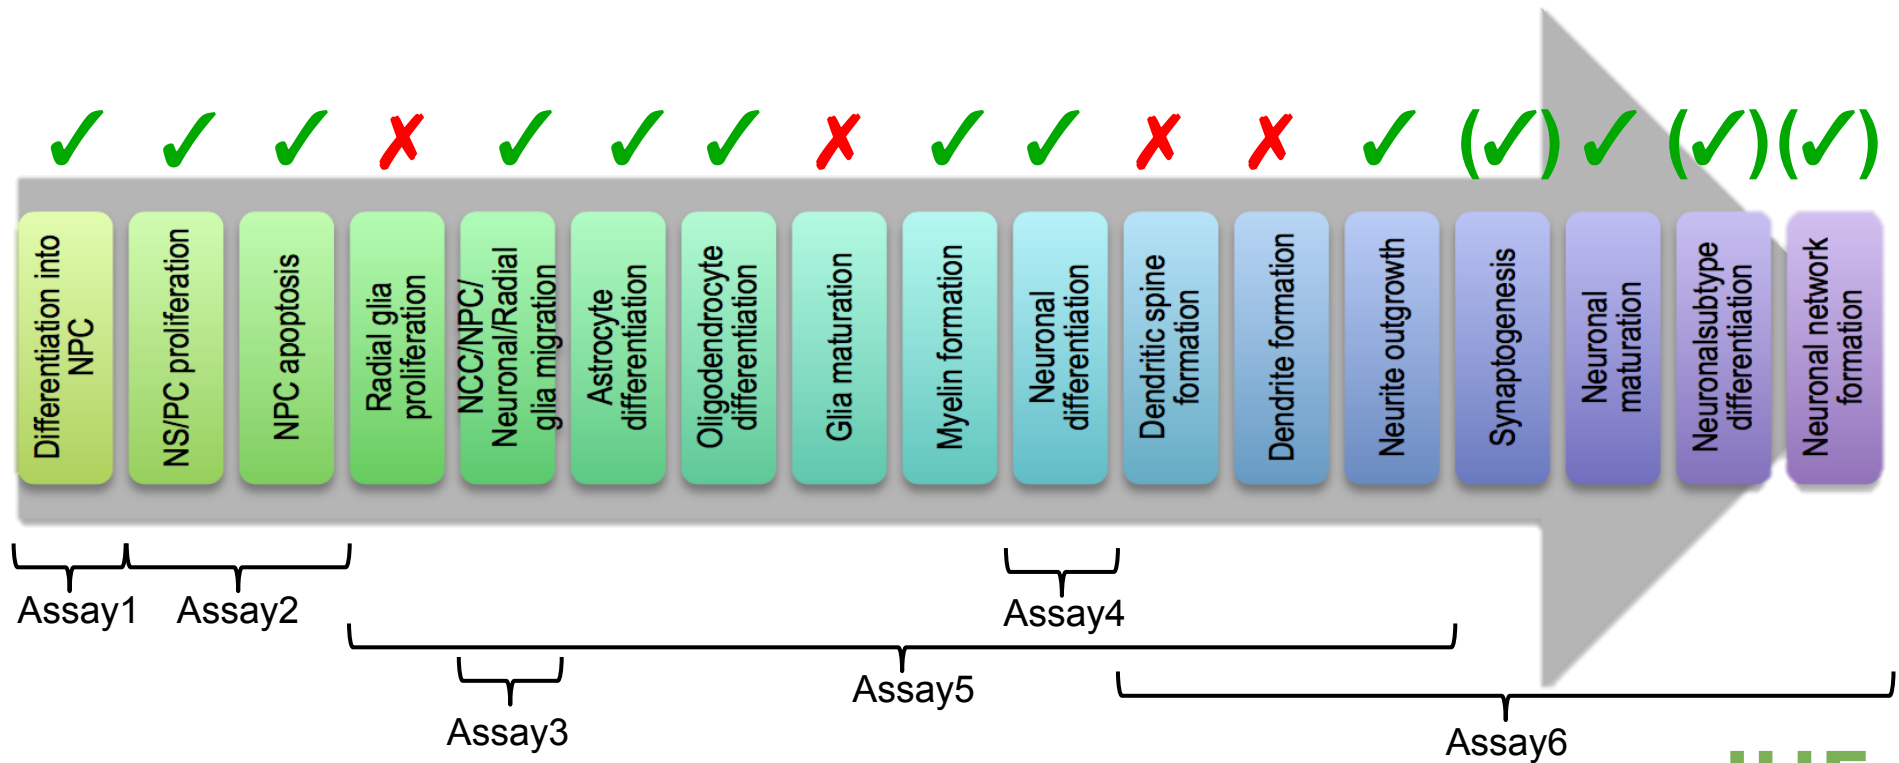 ✓ ✓ ✓ ✗ ✓ ✓ ✓ ✗ ✓ ✓ ✗ ✗ ✓ (✓) ✓ (✓) (✓)
Differentiation into
NPC
NS/PC proliferation
NPC apoptosis
Radial glia
proliferation
NCC/NPC/
Neuronal/Radial
glia migration
Astrocyte
differentiation
Oligodendrocyte
differentiation
Glia maturation
Myelin formation
Neuronal
differentiation
Dendritic spine
formation
Dendrite formation
Neurite outgrowth
Synaptogenesis
Neuronal
maturation
Neuronalsubtype
differentiation
Neuronal network
formation
Assay1
Assay2
Assay4
Assay5
Assay3
Assay6